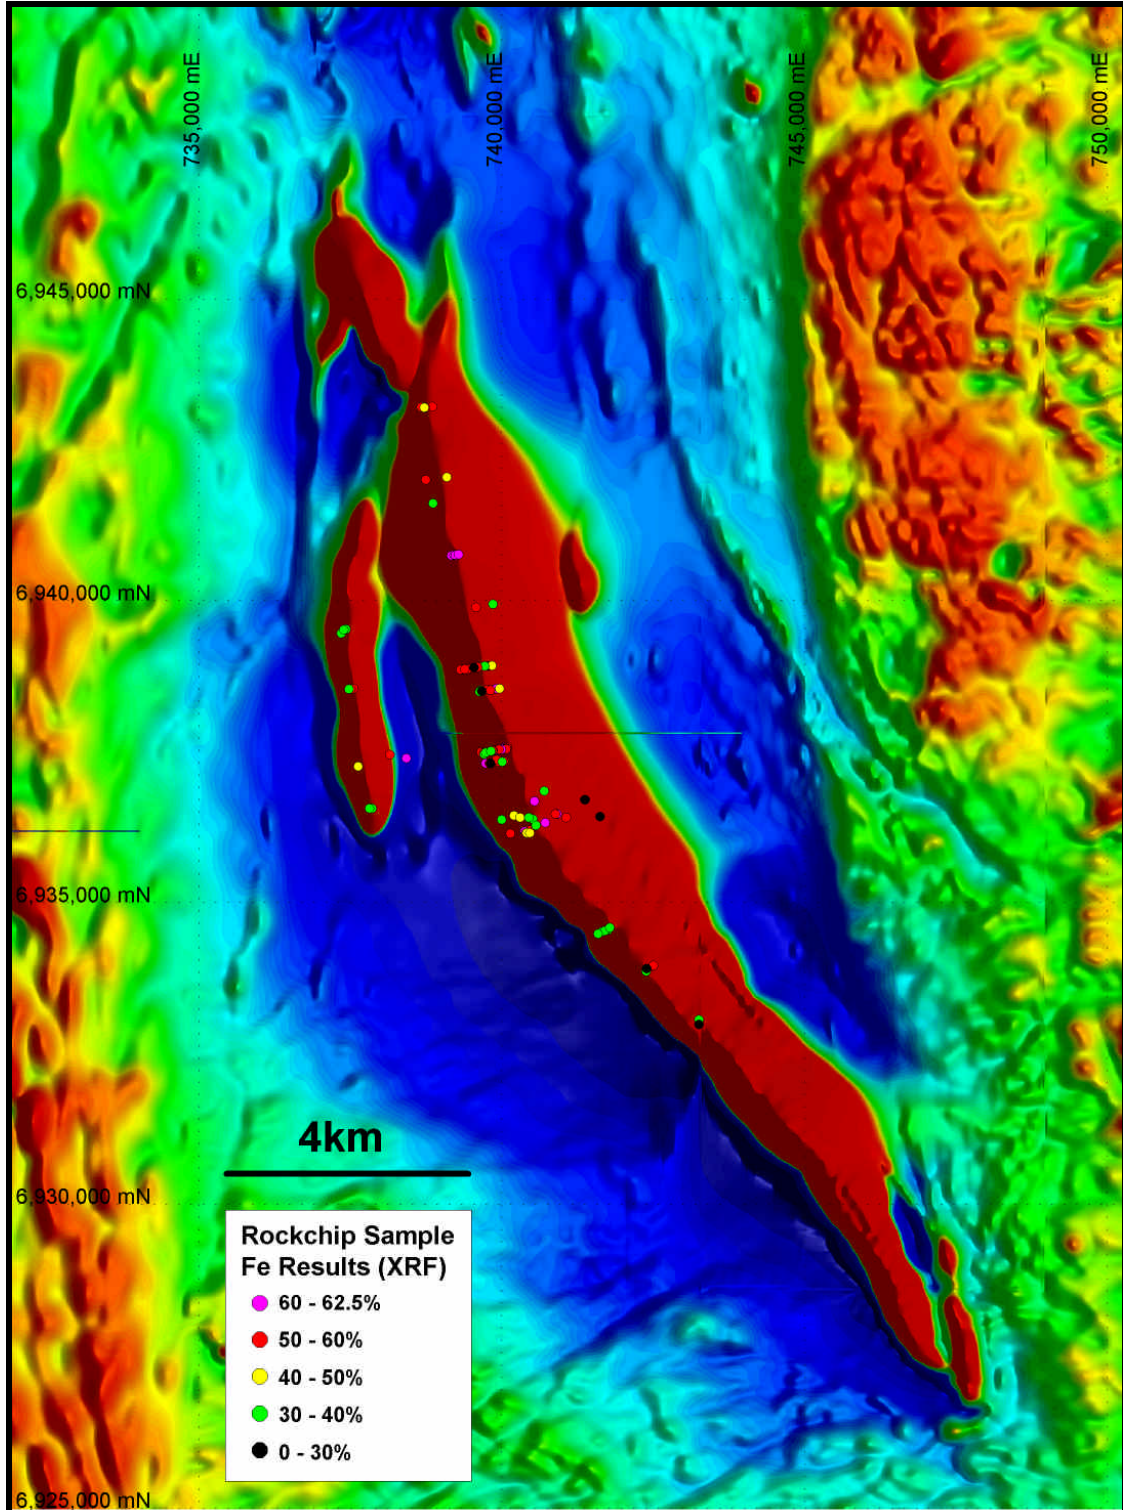 735,000 mE
740,000 mE
745,000 mE
750,000 mE
6,945,000 mN
6,940,000 mN
6,935,000 mN
4km
6,930,000 mN
Rockchip Sample
Fe Results (XRF)
60 - 62.5%
50 - 60%
40 - 50%
30 - 40%
0 - 30%
6,925,000 mN